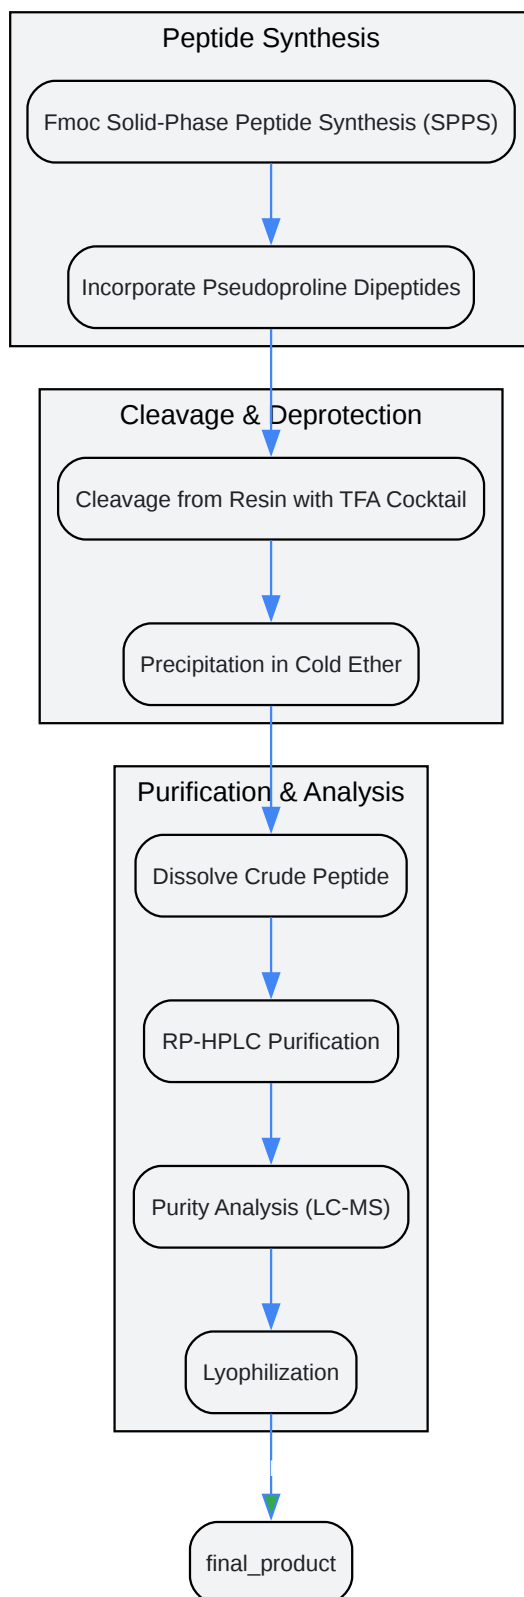 Peptide Synthesis
Fmoc Solid-Phase Peptide Synthesis (SPPS)
Incorporate Pseudoproline Dipeptides
Cleavage & Deprotection
Cleavage from Resin with TFA Cocktail
Precipitation in Cold Ether
Purification & Analysis
Dissolve Crude Peptide
RP-HPLC Purification
Purity Analysis (LC-MS)
Lyophilization
final_product